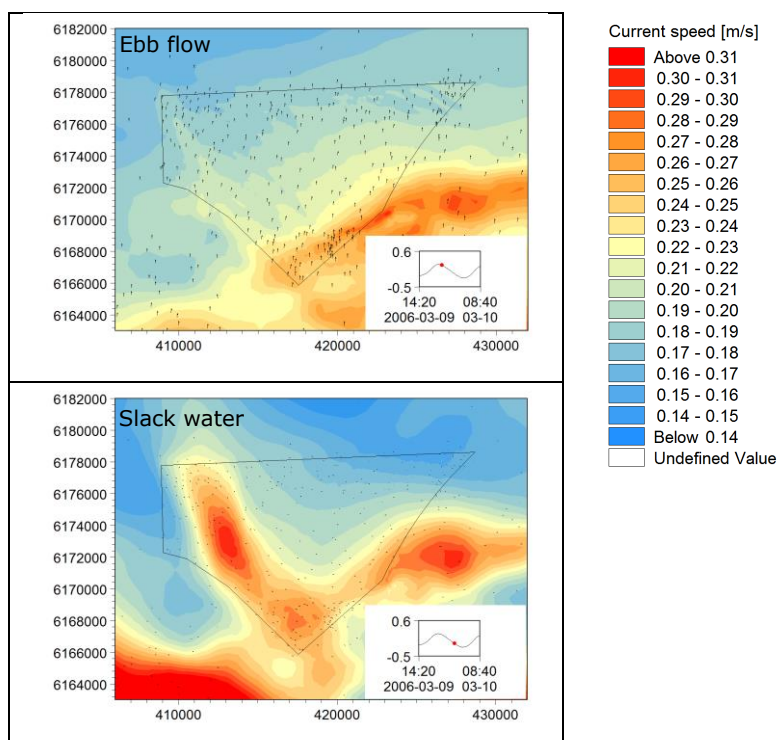 Ebb flow
6182000
6180000
6178000
6176000
6174000
6172000
6170000
6168000
6166000
6164000
410000 420000 430000
0.6
-0.5
14:20 08:40
2006-03-09 03-10
Slack water
6182000
6180000
6178000
6176000
6174000
6172000
6170000
6168000
6166000
6164000
410000 420000 430000
0.6
-0.5
14:20 08:40
2006-03-09 03-10
Current speed [m/s]
Above 0.31
0.30 - 0.31
0.29 - 0.30
0.28 - 0.29
0.27 - 0.28
0.26 - 0.27
0.25 - 0.26
0.24 - 0.25
0.23 - 0.24
0.22 - 0.23
0.21 - 0.22
0.20 - 0.21
0.19 - 0.20
0.18 - 0.19
0.17 - 0.18
0.16 - 0.17
0.15 - 0.16
0.14 - 0.15
Below 0.14
Undefined Value